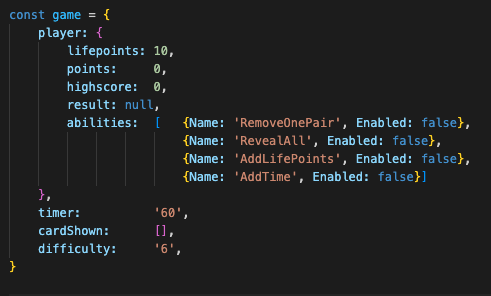 const game = {
    player: {
        lifepoints: 10,
        points:     0,
        highscore:  0,
        result: null,
        abilities:  [   {Name: 'RemoveOnePair', Enabled: false},
                        {Name: 'RevealAll', Enabled: false},
                        {Name: 'AddLifePoints', Enabled: false},
                        {Name: 'AddTime', Enabled: false}]
    },
    timer:          '60',
    cardShown:      [],
    difficulty:     '6',
}